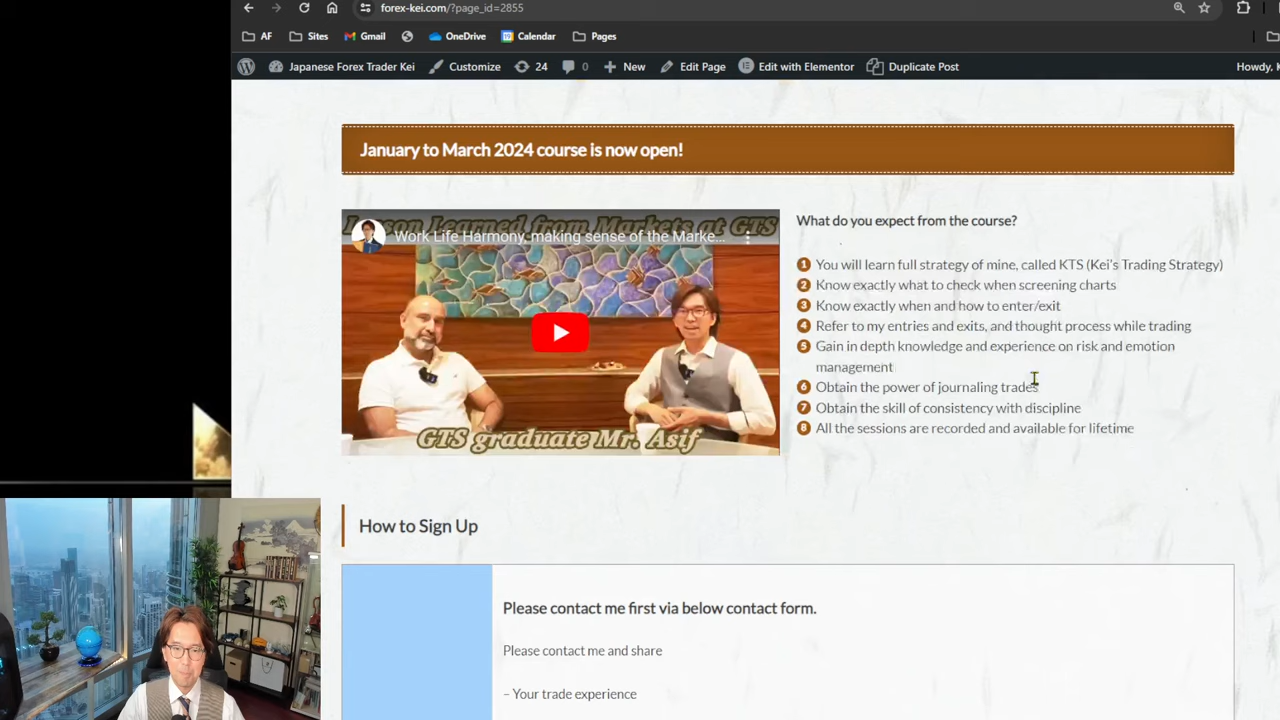 forex-kei.com/?page_id=2855
AF Sites Gmail OneDrive Calendar Pages
Japanese Forex Trader Kei Customize 24 0 New Edit Page Edit with Elementor Duplicate Post Howdy, K
January to March 2024 course is now open!
Lesson Learned from Markets at GTS
Work Life Harmony, making sense of the Marke...
GTS graduate Mr. Asif
What do you expect from the course?
1 You will learn full strategy of mine, called KTS (Kei's Trading Strategy)
2 Know exactly what to check when screening charts
3 Know exactly when and how to enter/exit
4 Refer to my entries and exits, and thought process while trading
5 Gain in depth knowledge and experience on risk and emotion
management
6 Obtain the power of journaling trades
7 Obtain the skill of consistency with discipline
8 All the sessions are recorded and available for lifetime
How to Sign Up
Please contact me first via below contact form.
Please contact me and share
– Your trade experience